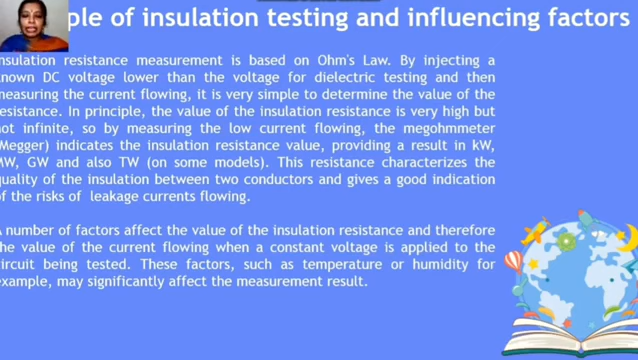 ple of insulation testing and influencing factors
nsulation resistance measurement is based on Ohm's Law. By injecting a
nown DC voltage lower than the voltage for dielectric testing and then
measuring the current flowing, it is very simple to determine the value of the
esistance. In principle, the value of the insulation resistance is very high but
not infinite, so by measuring the low current flowing, the megohmmeter
Megger) indicates the insulation resistance value, providing a result in kW,
MW, GW and also TW (on some models). This resistance characterizes the
quality of the insulation between two conductors and gives a good indication
of the risks of leakage currents flowing.
A number of factors affect the value of the insulation resistance and therefore
the value of the current flowing when a constant voltage is applied to the
circuit being tested. These factors, such as temperature or humidity for
example, may significantly affect the measurement result.